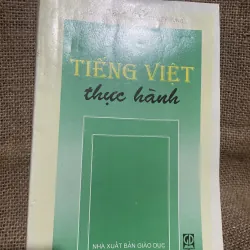 TIẾNG VIỆT
thực hành
NHÀ XUẤT BẢN GIÁO DỤC